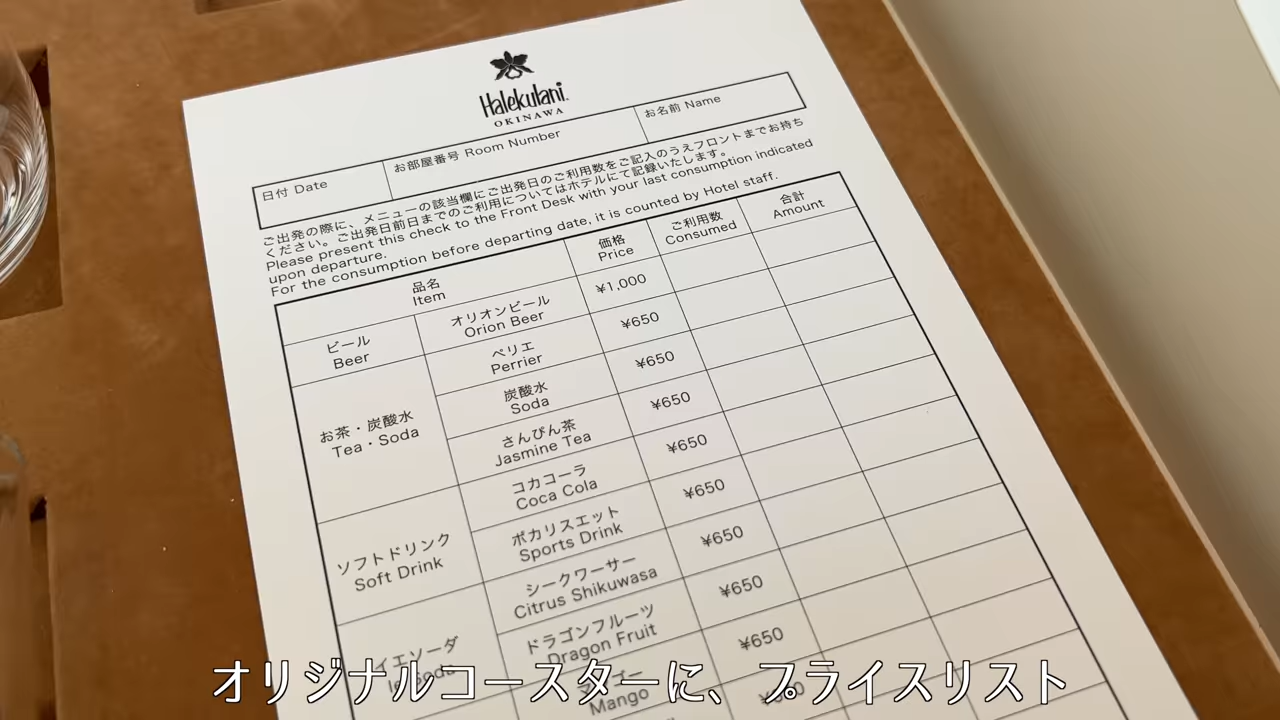 Halekulani
OKINAWA
日付 Date
お部屋番号 Room Number
お名前 Name
ご出発の際に、メニューの該当欄にご出発日のご利用数をご記入のうえフロントまでお持ち
ください。ご出発日前日までのご利用についてはホテルにて記録いたします。
Please present this check to the Front Desk with your last consumption indicated
upon departure.
For the consumption before departing date, it is counted by Hotel staff.
品名
Item
価格
Price
ご利用数
Consumed
合計
Amount
ビール
Beer
オリオンビール
Orion Beer
¥1,000
お茶・炭酸水
Tea・Soda
ペリエ
Perrier
¥650
炭酸水
Soda
¥650
さんぴん茶
Jasmine Tea
¥650
ソフトドリンク
Soft Drink
コカコーラ
Coca Cola
¥650
ポカリスエット
Sports Drink
¥650
シークワーサー
Citrus Shikuwasa
¥650
ドラゴンフルーツ
Dragon Fruit
¥650
Mango
¥650
オリジナルコースターに、プライスリスト